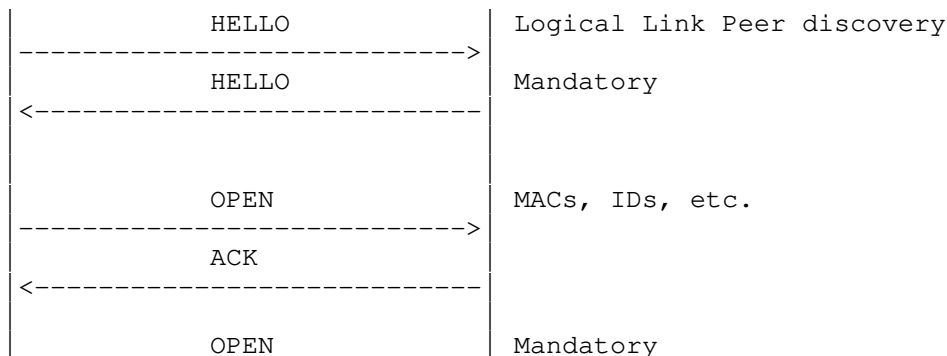 |              HELLO              | Logical Link Peer discovery
|---------------------------->|
|              HELLO              | Mandatory
|<----------------------------|
|              OPEN               | MACs, IDs, etc.
|---------------------------->|
|              ACK                |
|<----------------------------|
|              OPEN               | Mandatory